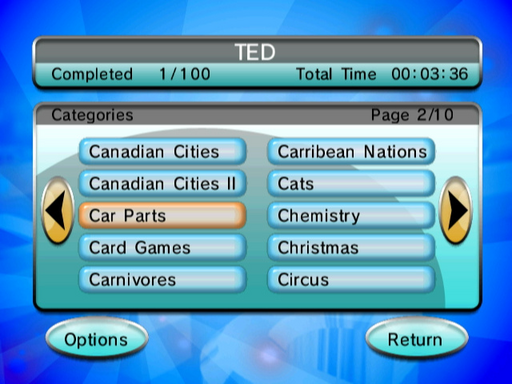 TED
Completed 1/100 Total Time 00:03:36
Categories Page 2/10
Canadian Cities
Canadian Cities II
Car Parts
Card Games
Carnivores
Carribean Nations
Cats
Chemistry
Christmas
Circus
Options Return